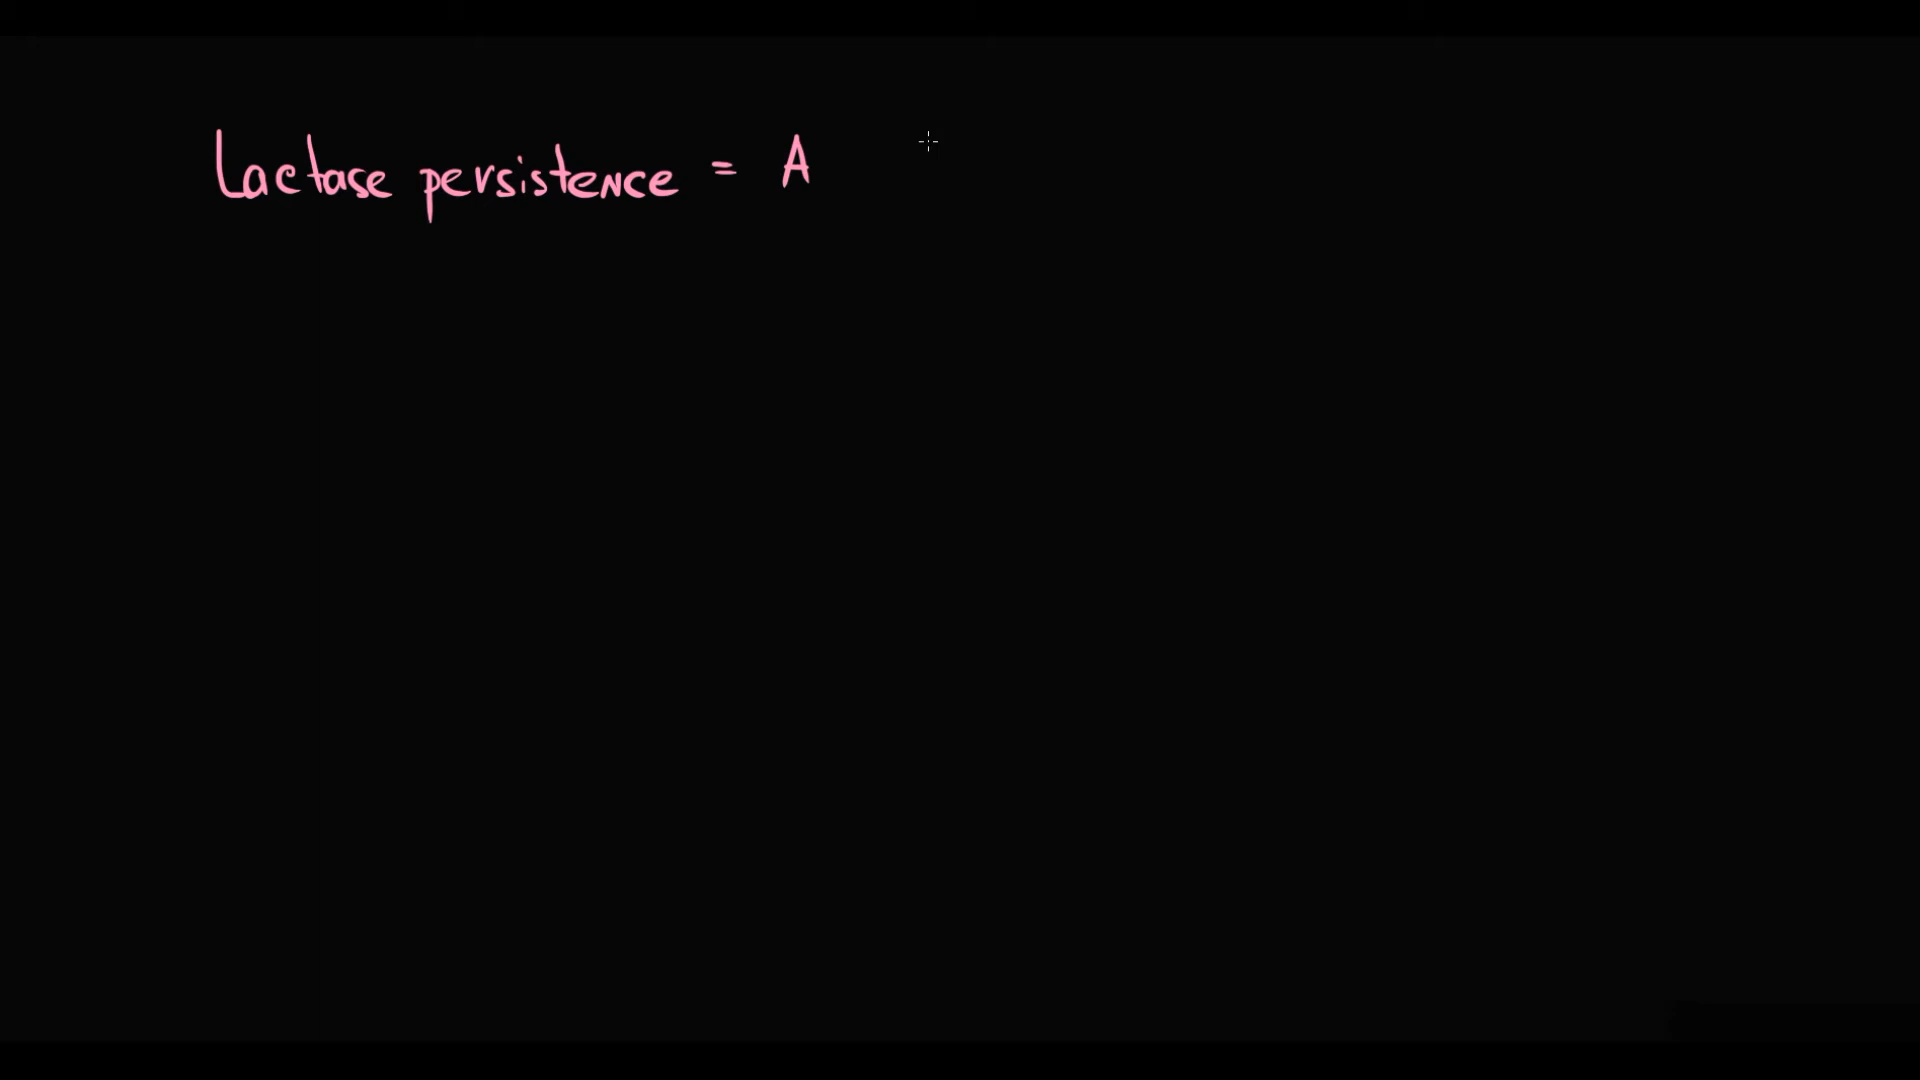 Lactase persistence = A